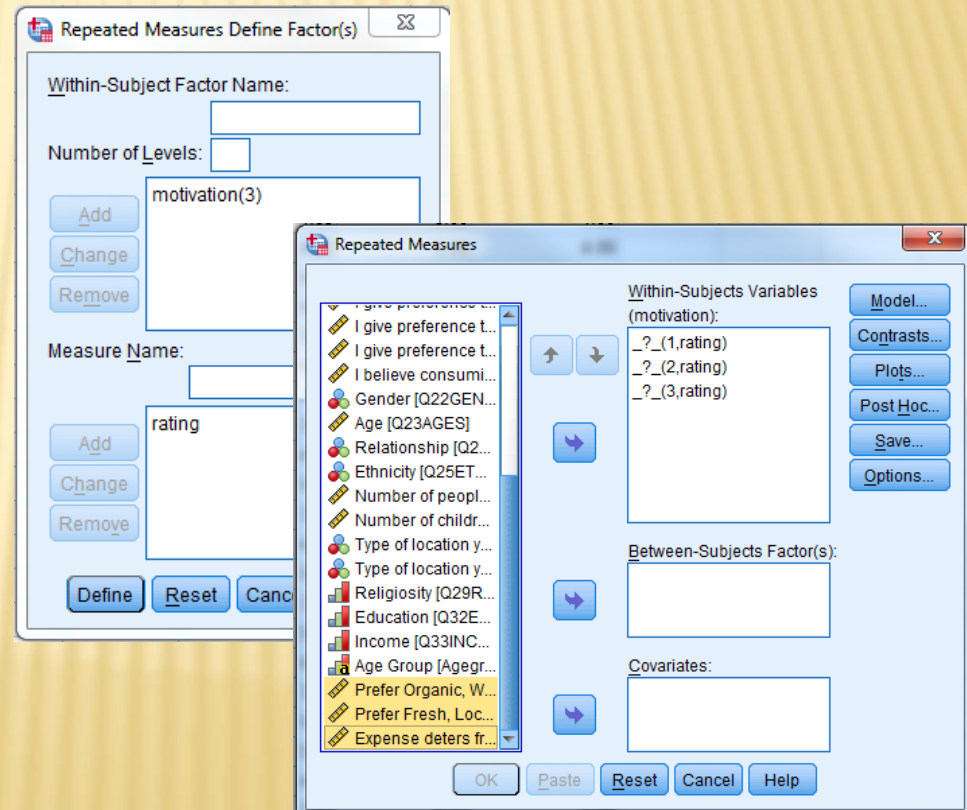 Repeated Measures Define Factor(s)
Within-Subject Factor Name:
Number of Levels:
motivation(3)
Add
Change
Remove
Measure Name:
rating
Add
Change
Remove
Define
Reset
Repeated Measures
I give preference t...
I give preference t...
I give preference t...
I believe consumi...
Gender [Q22GEN...
Age [Q23AGES]
Relationship [Q2...
Ethnicity [Q25ET...
Number of peopl...
Number of childr...
Type of location y...
Type of location y...
Religiosity [Q29R...
Education [Q32E...
Income [Q33INC...
Age Group [Agegr...
Prefer Organic, W...
Prefer Fresh, Loc...
Expense deters fr...
Within-Subjects Variables
(motivation):
_?_(1,rating)
_?_(2,rating)
_?_(3,rating)
Between-Subjects Factor(s):
Covariates:
Model...
Contrasts...
Plots...
Post Hoc...
Save...
Options...
OK
Paste
Reset
Cancel
Help